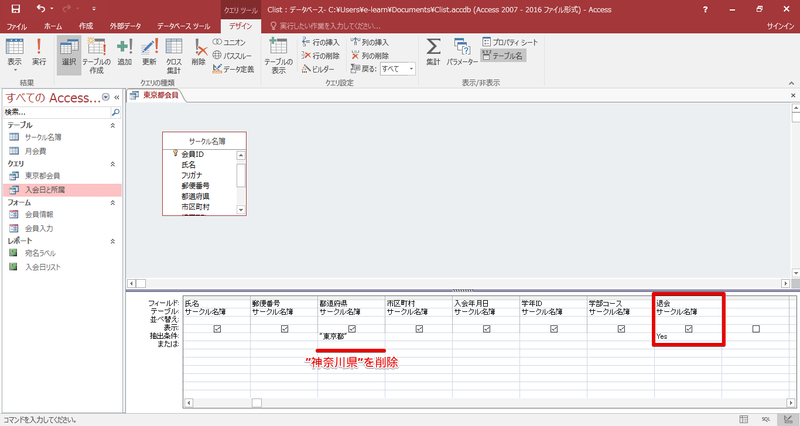 Clist : データベース- C:¥Users¥e-learn¥Documents¥Clist.accdb (Access 2007 - 2016 ファイル形式) - Access
クエリ ツール
サインイン
ファイル ホーム 作成 外部データ データベース ツール デザイン 実行したい作業を入力してください...
表示 実行 選択 テーブルの作成 追加 更新 クロス集計 削除
ユニオン
パススルー
データ定義
テーブルの表示
行の挿入
行の削除
ビルダー
列の挿入
列の削除
戻る: すべて
集計 パラメーター
プロパティ シート
テーブル名
結果 クエリの種類 クエリ設定 表示/非表示
すべての Access...
検索...
テーブル
サークル名簿
月会費
クエリ
東京都会員
入会日と所属
フォーム
会員情報
会員入力
レポート
宛名ラベル
入会日リスト
東京都会員
サークル名簿
会員ID
氏名
フリガナ
郵便番号
都道府県
市区町村
フィールド: 氏名 郵便番号 都道府県 市区町村 入会年月日 学年ID 学部コース 退会
テーブル: サークル名簿 サークル名簿 サークル名簿 サークル名簿 サークル名簿 サークル名簿 サークル名簿 サークル名簿
並べ替え:
表示:
抽出条件: "東京都" Yes
または:
"神奈川県"を削除
コマンドを入力してください。
SQL